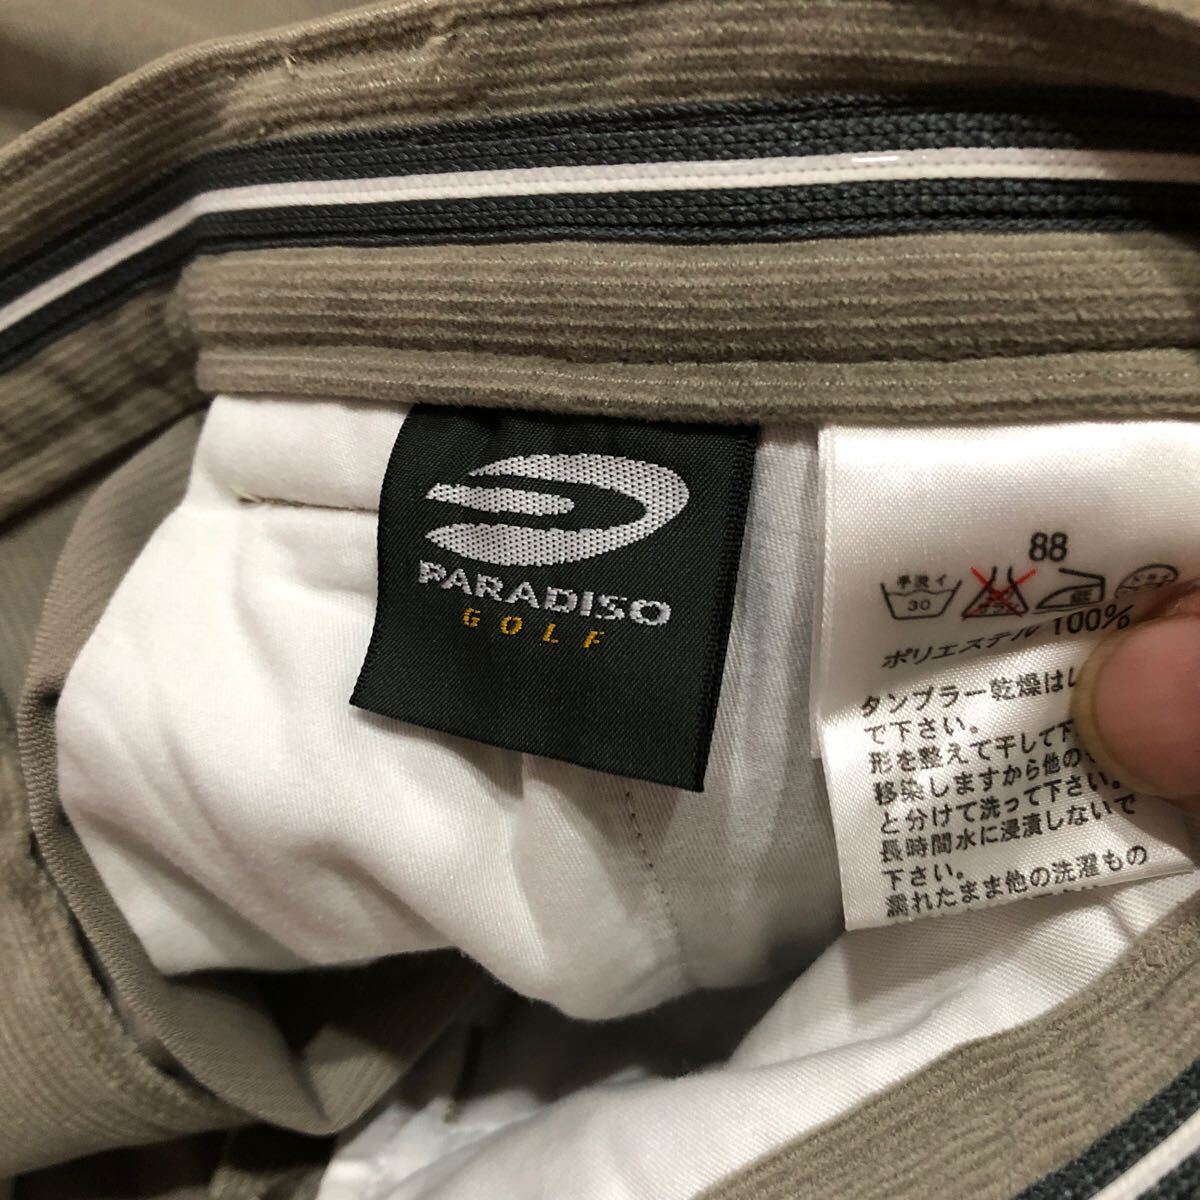 PARADISO
GOLF
88
手洗イ
30
ポリエステル 100%
タンブラー乾燥は
で下さい。
形を整えて干して下
移染しますから他の
と分けて洗って下さい。
長時間水に浸漬しないで
下さい。
濡れたまま他の洗濯もの